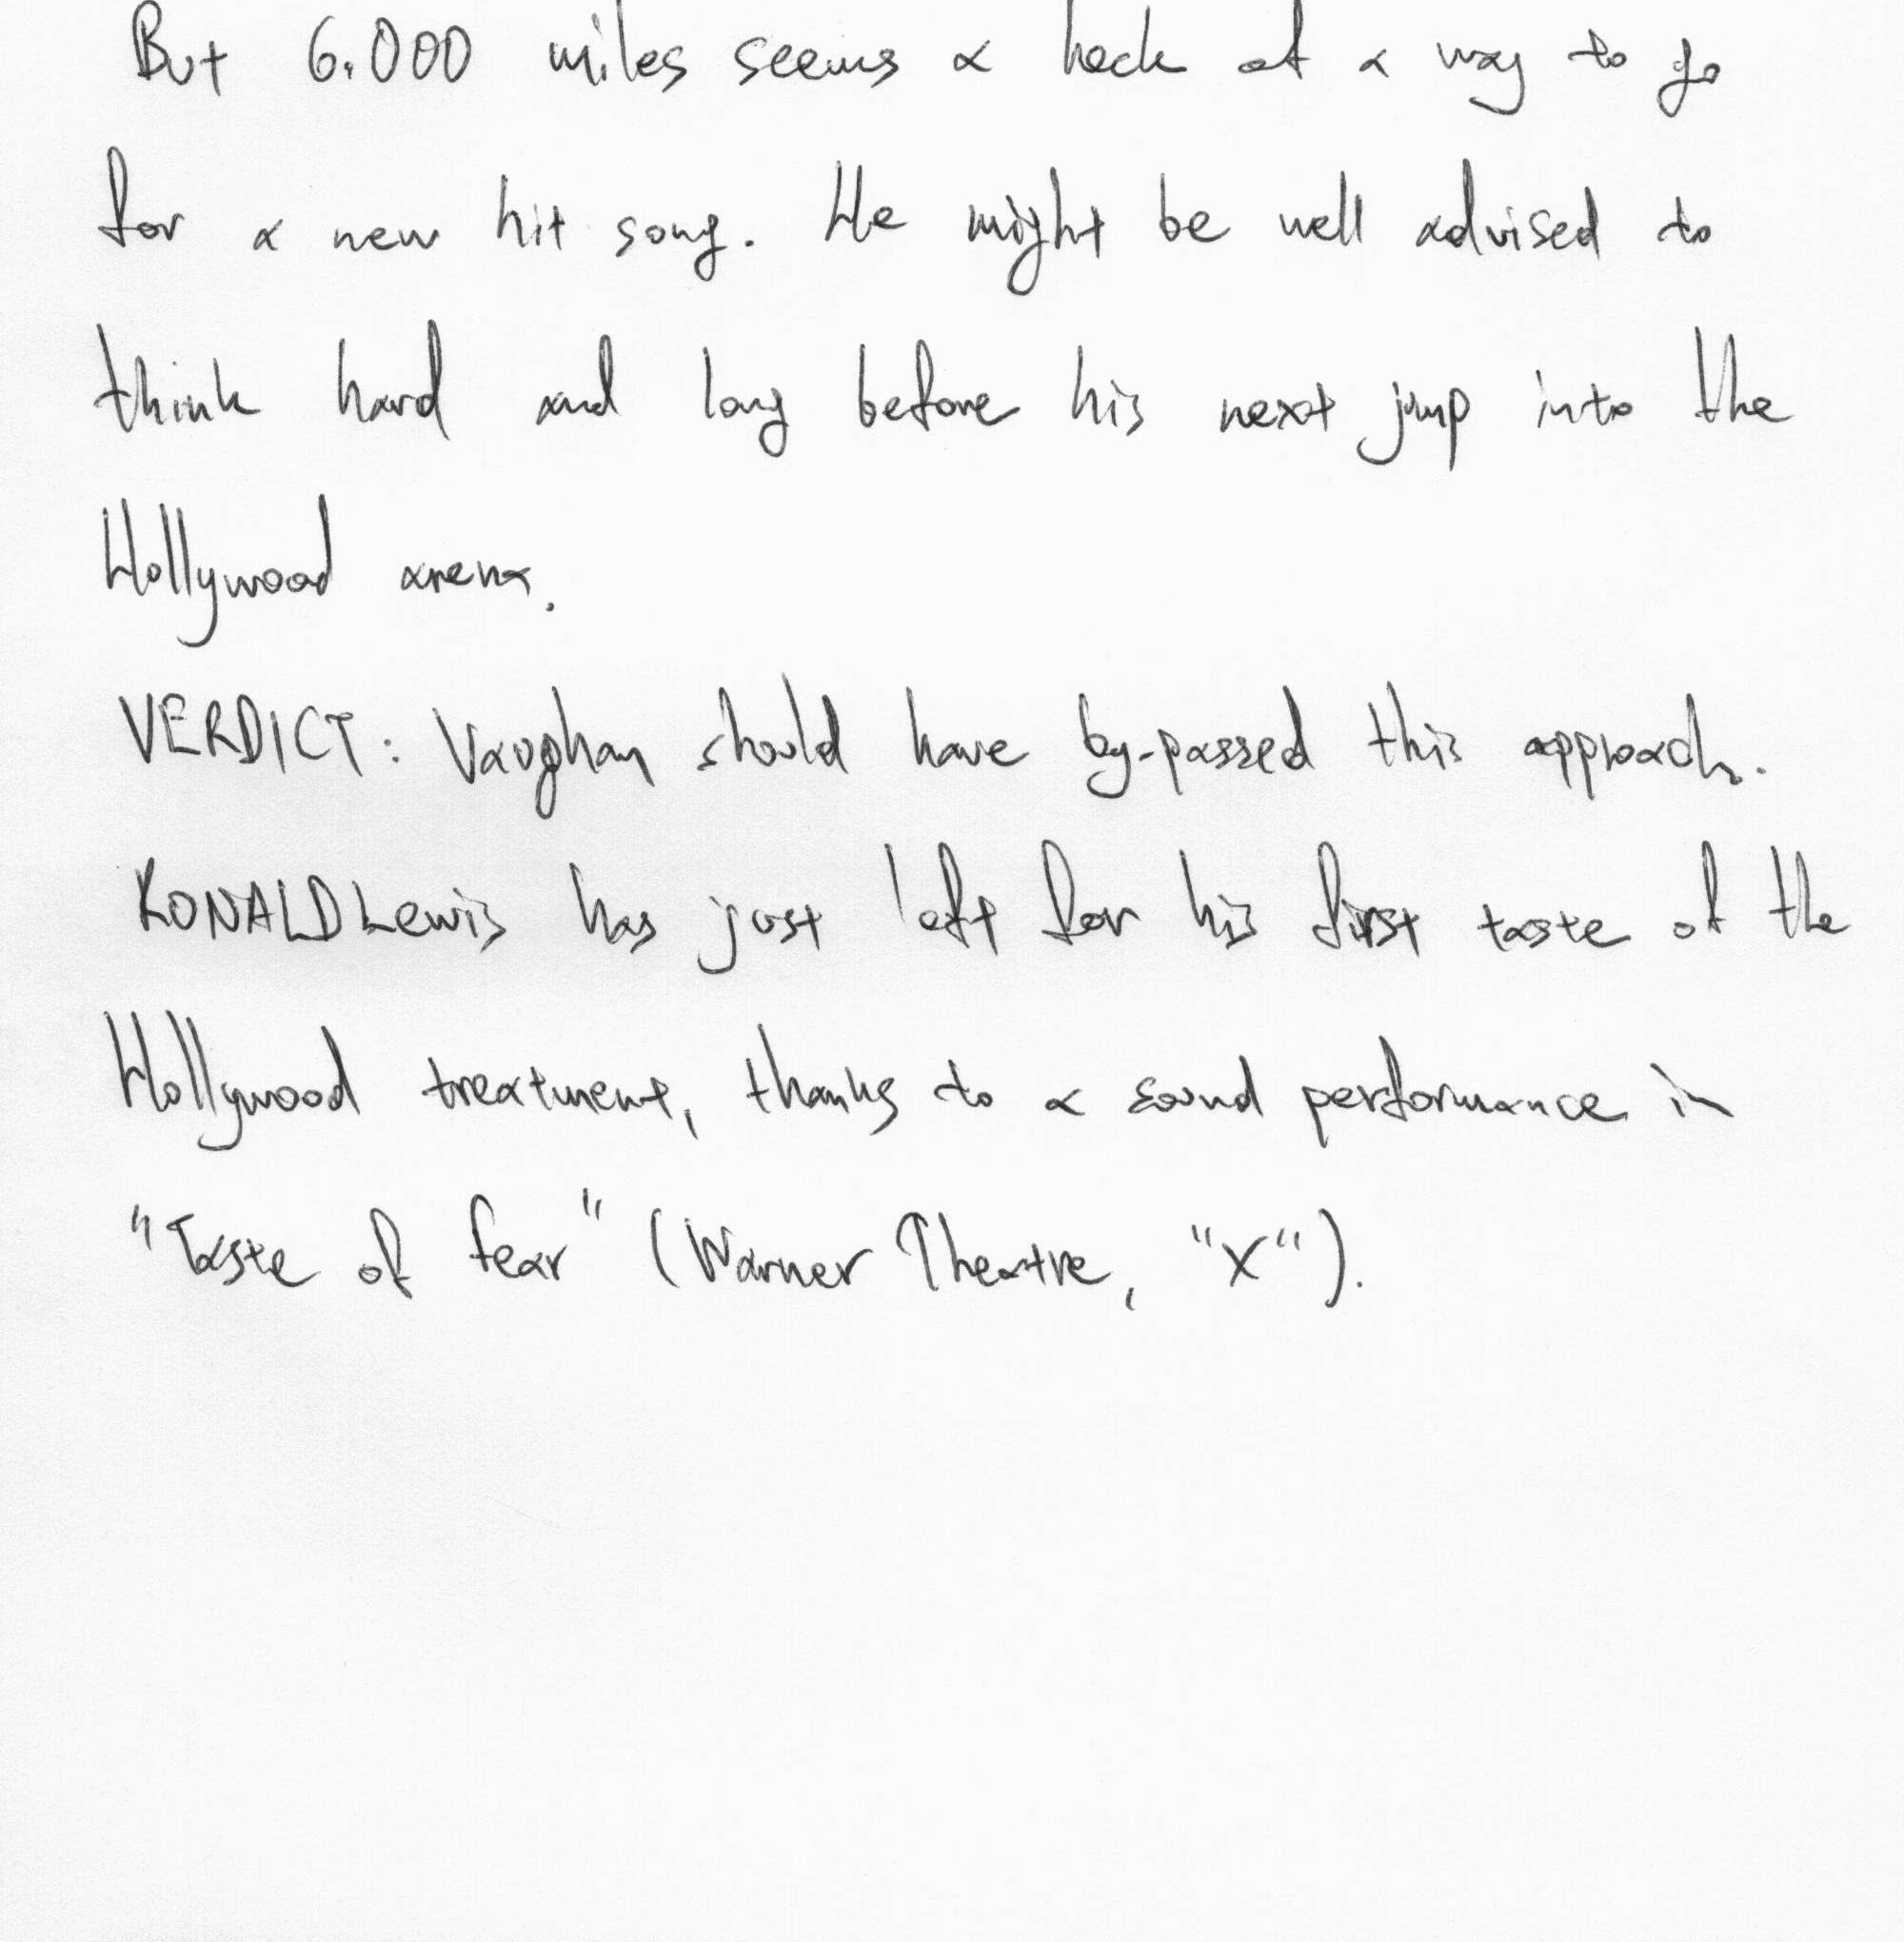 But 6.000 miles seems a heck of a way to go
for a new hit song. He might be well advised to
think hard and long before his next jump into the
Hollywood arena.
VERDICT: Vaughan should have by-passed this approach.
RONALD Lewis has just left for his first taste of the
Hollywood treatment, thanks to a sound performance in
"Taste of fear" (Warner Theatre, "X").